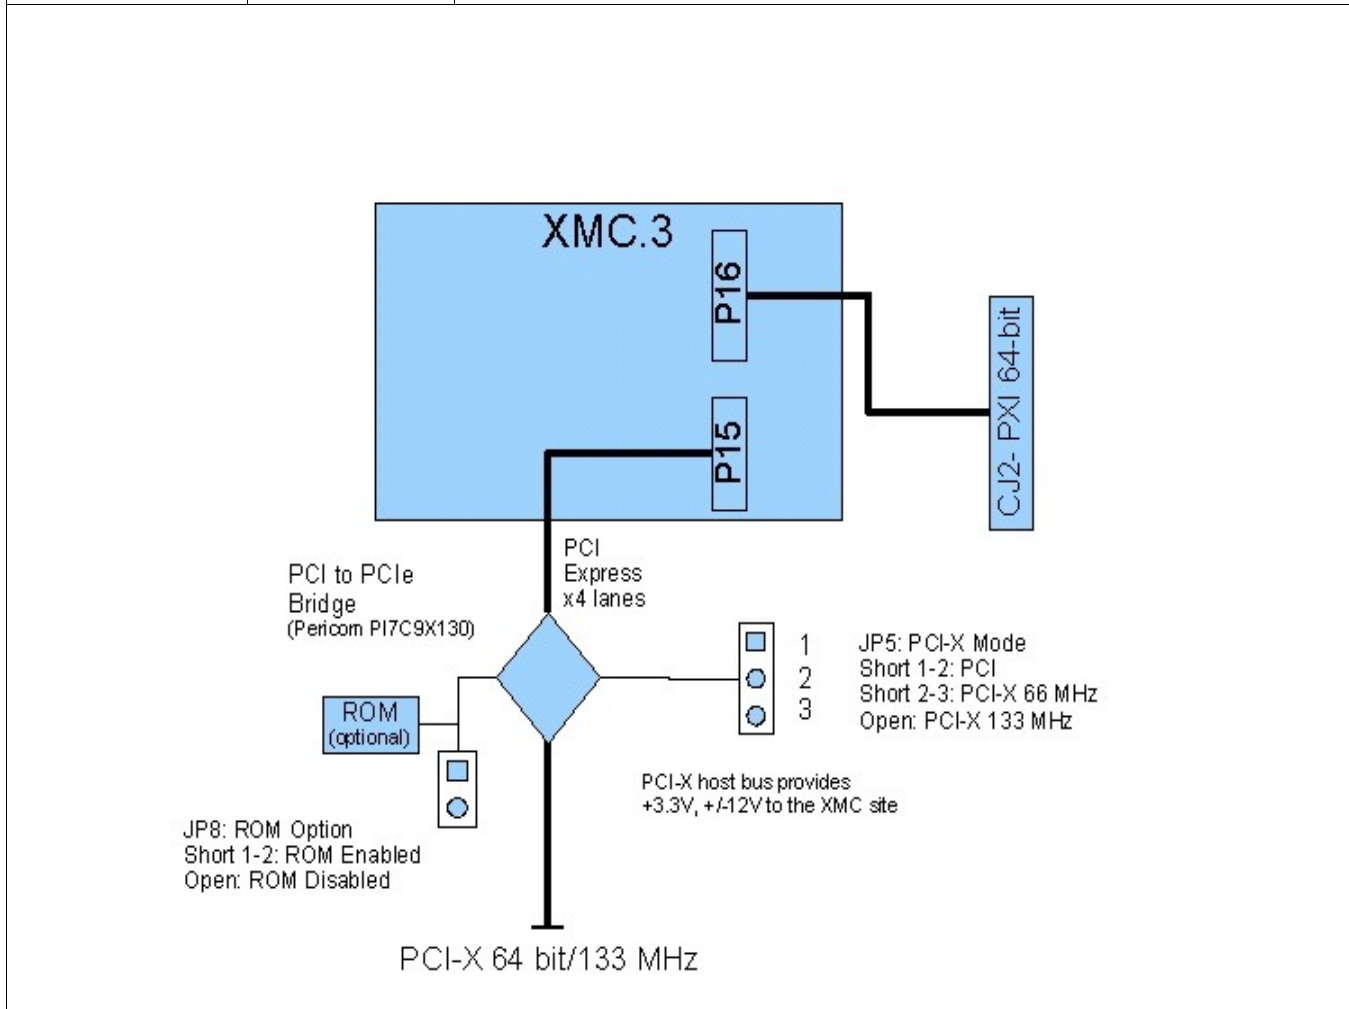 XMC.3
P16
CJ2- PXI 64-bit
P15
PCI
Express
x4 lanes
PCI to PCIe
Bridge
(Pericom PI7C9X130)
1
2
3
JP5: PCI-X Mode
Short 1-2: PCI
Short 2-3: PCI-X 66 MHz
Open: PCI-X 133 MHz
ROM
(optional)
PCI-X host bus provides
+3.3V, +/-12V to the XMC site
JP8: ROM Option
Short 1-2: ROM Enabled
Open: ROM Disabled
PCI-X 64 bit/133 MHz